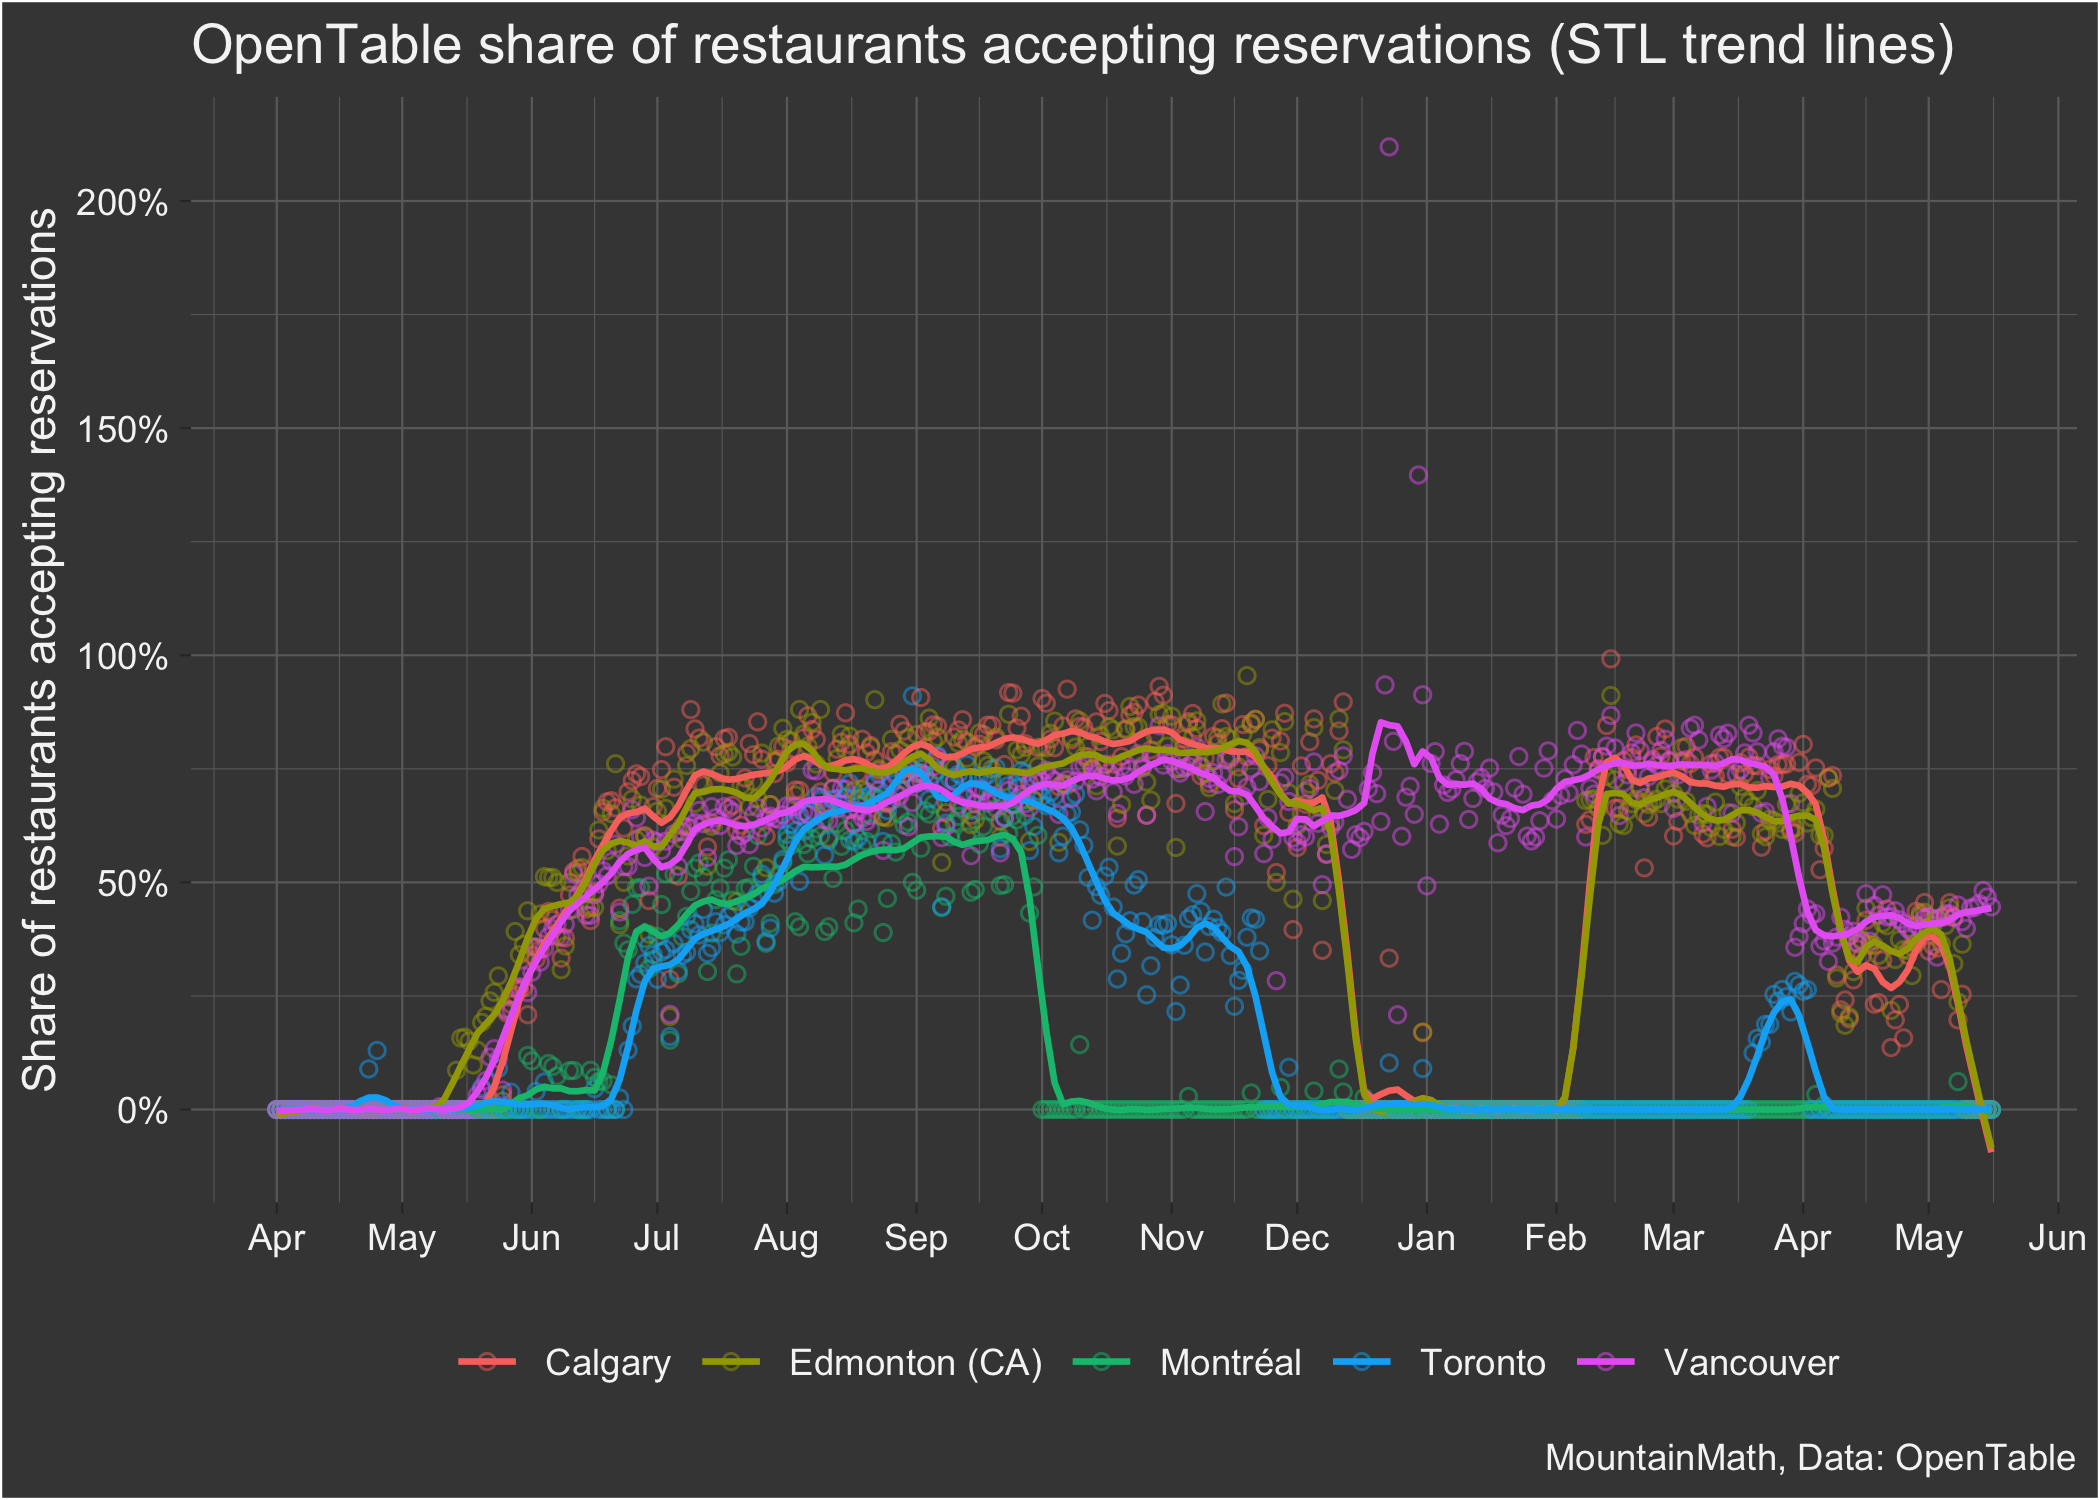 OpenTable share of restaurants accepting reservations (STL trend lines)
Share of restaurants accepting reservations
200%
150%
100%
50%
0%
Apr May Jun Jul Aug Sep Oct Nov Dec Jan Feb Mar Apr May Jun
Calgary Edmonton (CA) Montréal Toronto Vancouver
MountainMath, Data: OpenTable